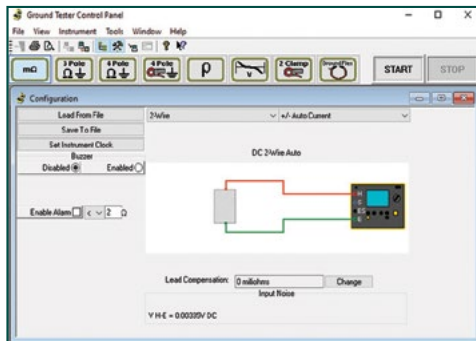 Ground Tester Control Panel
File View Instrument Tools Window Help
mΩ
3 Pole
Ω
4 Pole
Ω
4 Pole
ρ
V
2 Clamp
GroundFlex
START
STOP
Configuration
Load From File
Save To File
Set Instrument Clock
Buzzer
Disabled Enabled
Enable Alarm < 2 Ω
2-Wire
+/- Auto Current
DC 2-Wire Auto
H
S
ES
E
Lead Compensation: 0 milliohms Change
Input Noise
V H-E = 0.00335V DC